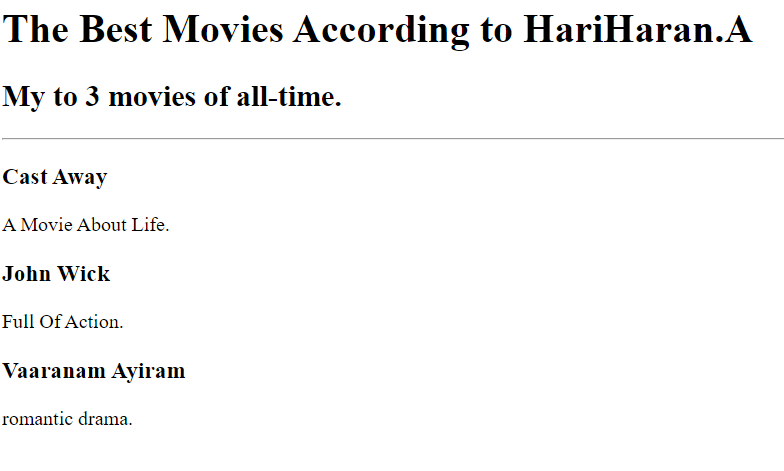 The Best Movies According to HariHaran.A
My to 3 movies of all-time.
Cast Away
A Movie About Life.
John Wick
Full Of Action.
Vaaranam Ayiram
romantic drama.